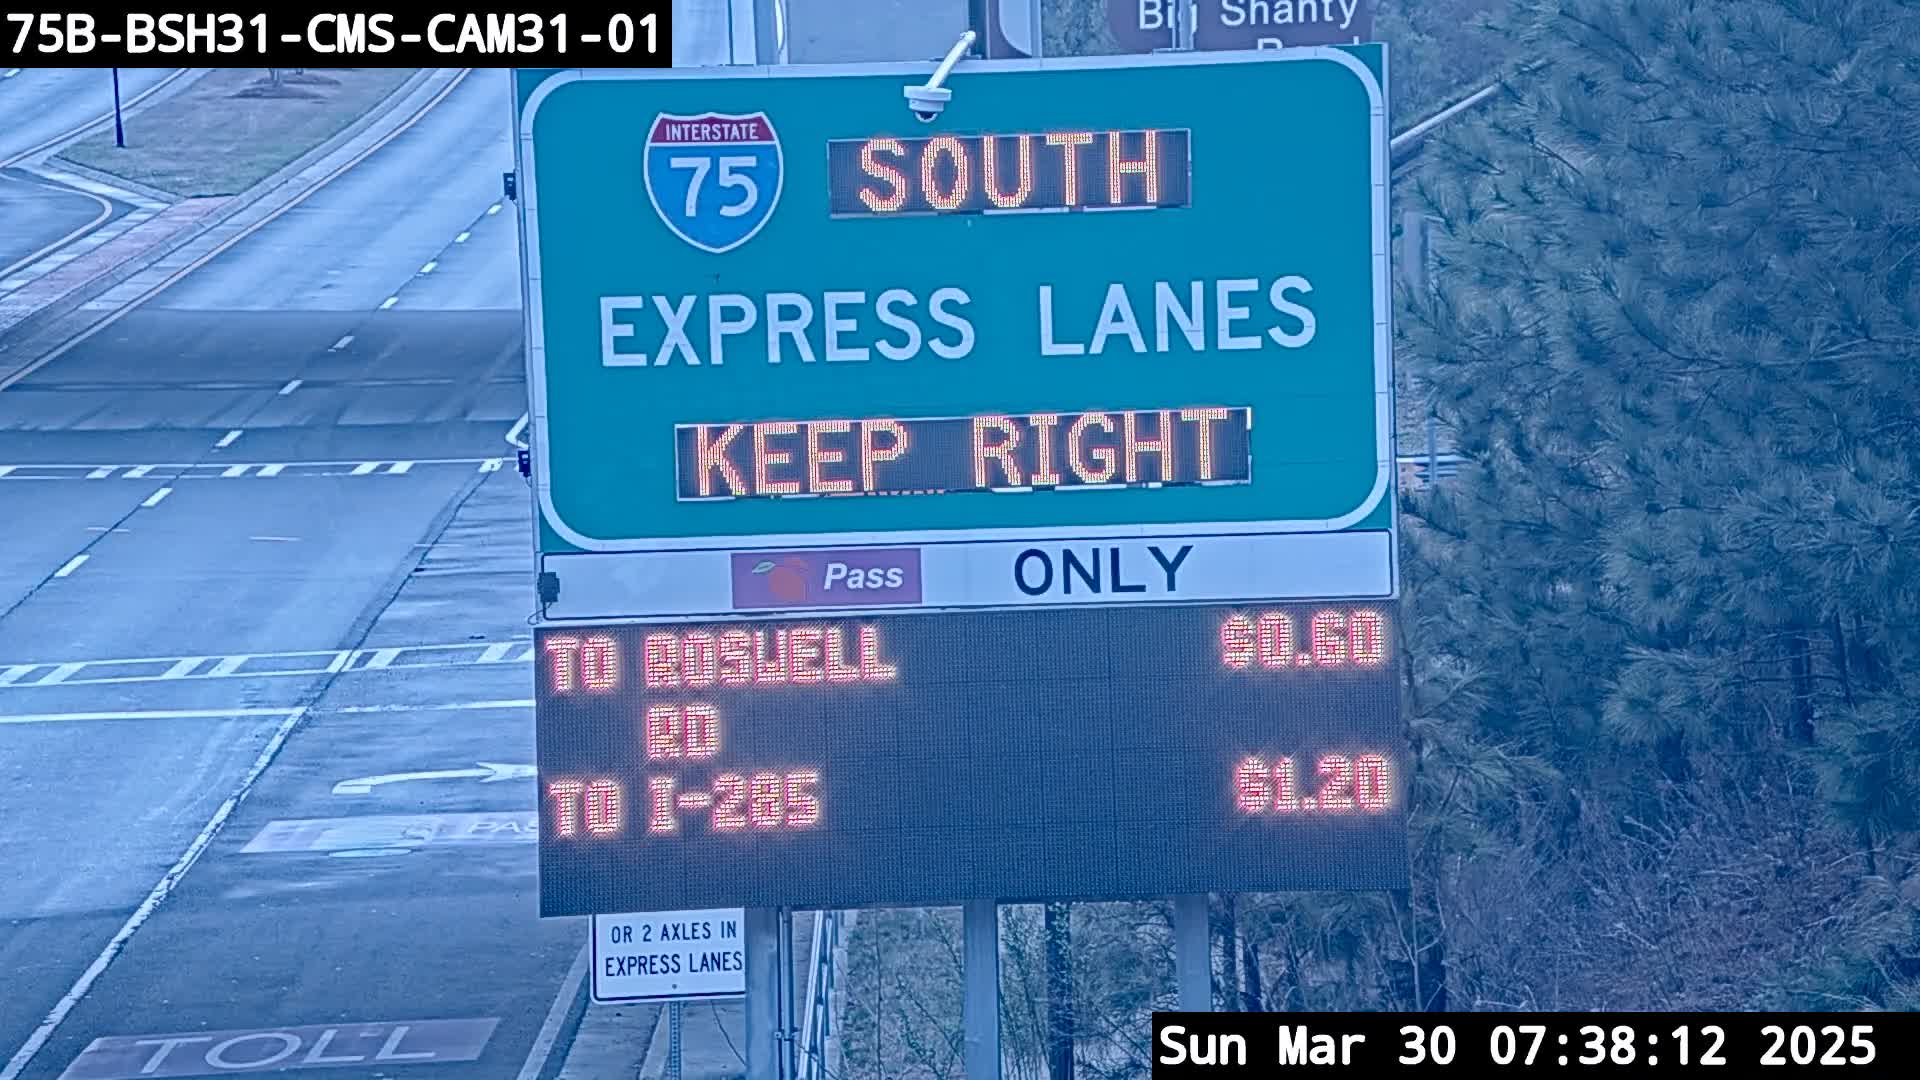 75B-BSH31-CMS-CAM31-01
Big Shanty
INTERSTATE
75
SOUTH
EXPRESS LANES
KEEP RIGHT
Pass ONLY
TO ROSWELL $0.60
RD
TO I-285 $1.20
OR 2 AXLES IN
EXPRESS LANES
TOLL
Sun Mar 30 07:38:12 2025